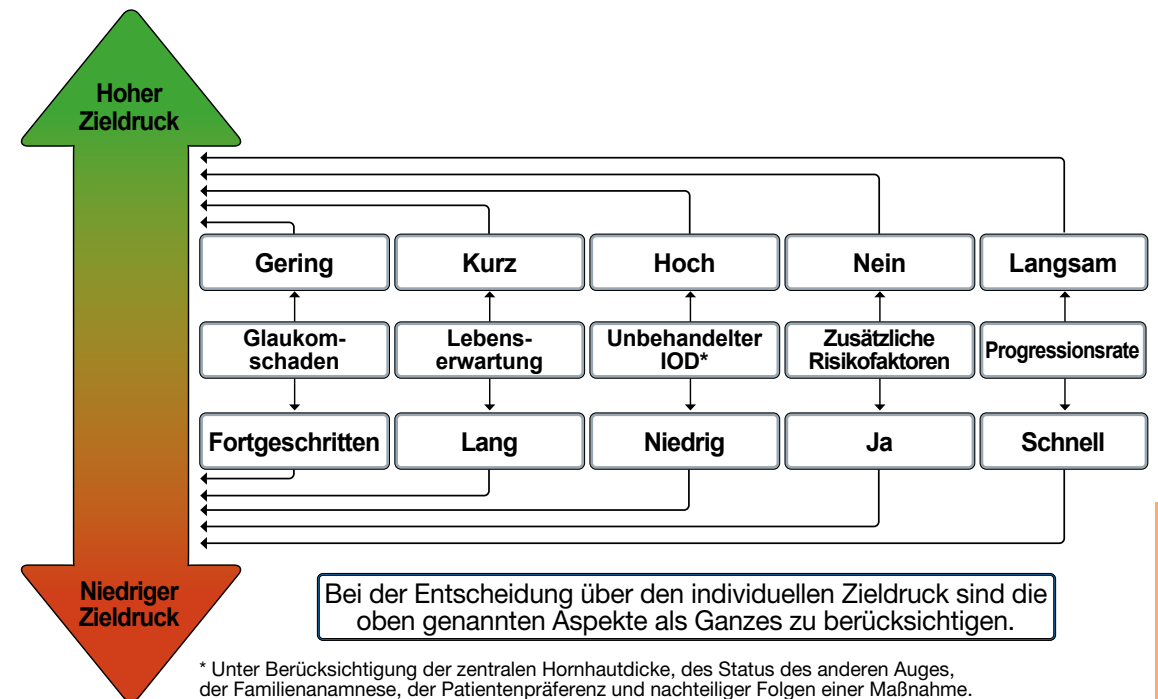 Hoher
Zieldruck
Gering
Kurz
Hoch
Nein
Langsam
Glaukom-
schaden
Lebens-
erwartung
Unbehandelter
IOD*
Zusätzliche
Risikofaktoren
Progressionsrate
Fortgeschritten
Lang
Niedrig
Ja
Schnell
Niedriger
Zieldruck
Bei der Entscheidung über den individuellen Zieldruck sind die
oben genannten Aspekte als Ganzes zu berücksichtigen.
* Unter Berücksichtigung der zentralen Hornhautdicke, des Status des anderen Auges,
der Familienanamnese, der Patientenpräferenz und nachteiliger Folgen einer Maßnahme.